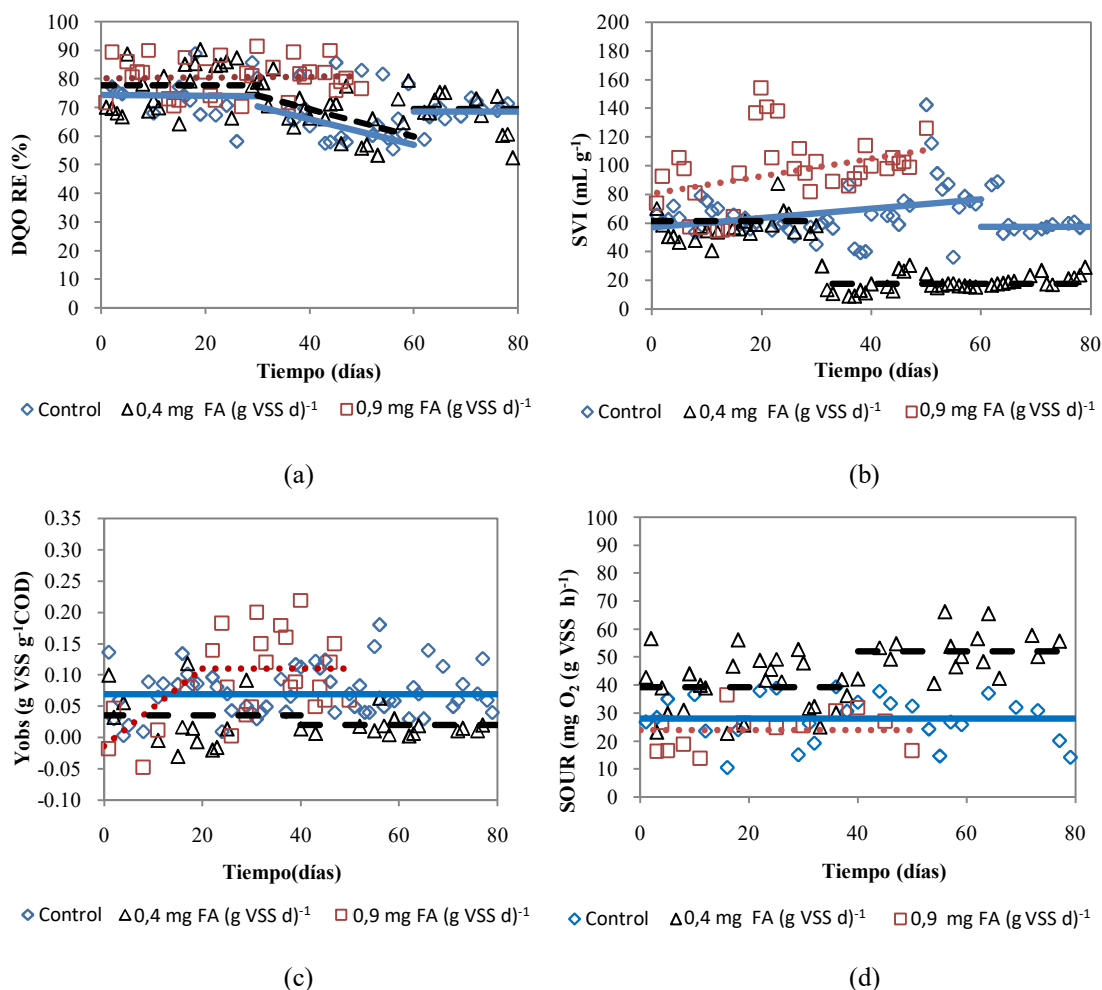 DQO RE (%)
100
90
80
70
60
50
40
30
20
10
0
0 20 40 60 80
Tiempo (días)
Control 0,4 mg FA (g VSS d)-1 0,9 mg FA (g VSS d)-1
(a)
SVI (mL g-1)
200
180
160
140
120
100
80
60
40
20
0
0 20 40 60 80
Tiempo (días)
Control 0,4 mg FA (g VSS d)-1 0,9 mg FA (g VSS d)-1
(b)
Yobs (g VSS g-1COD)
0.35
0.30
0.25
0.20
0.15
0.10
0.05
0.00
-0.05
-0.10
0 20 40 60 80
Tiempo(días)
Control 0,4 mg FA (g VSS d)-1 0,9 mg FA (g VSS d)-1
(c)
SOUR (mg O2 (g VSS h)-1)
100
90
80
70
60
50
40
30
20
10
0
0 20 40 60 80
Tiempo (días)
Control 0,4 mg FA (g VSS d)-1 0,9 mg FA (g VSS d)-1
(d)